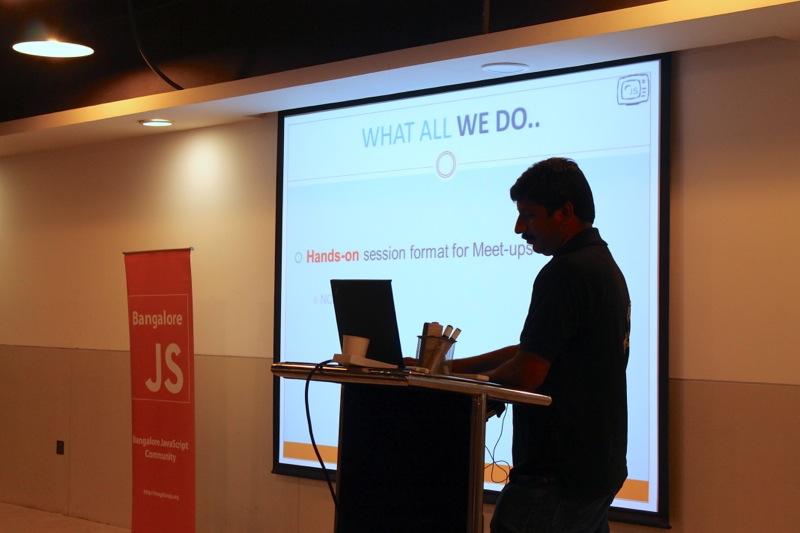 WHAT ALL WE DO..
JS
Hands-on session format for Meet-ups
Bangalore
JS
Bangalore JavaScript
Community